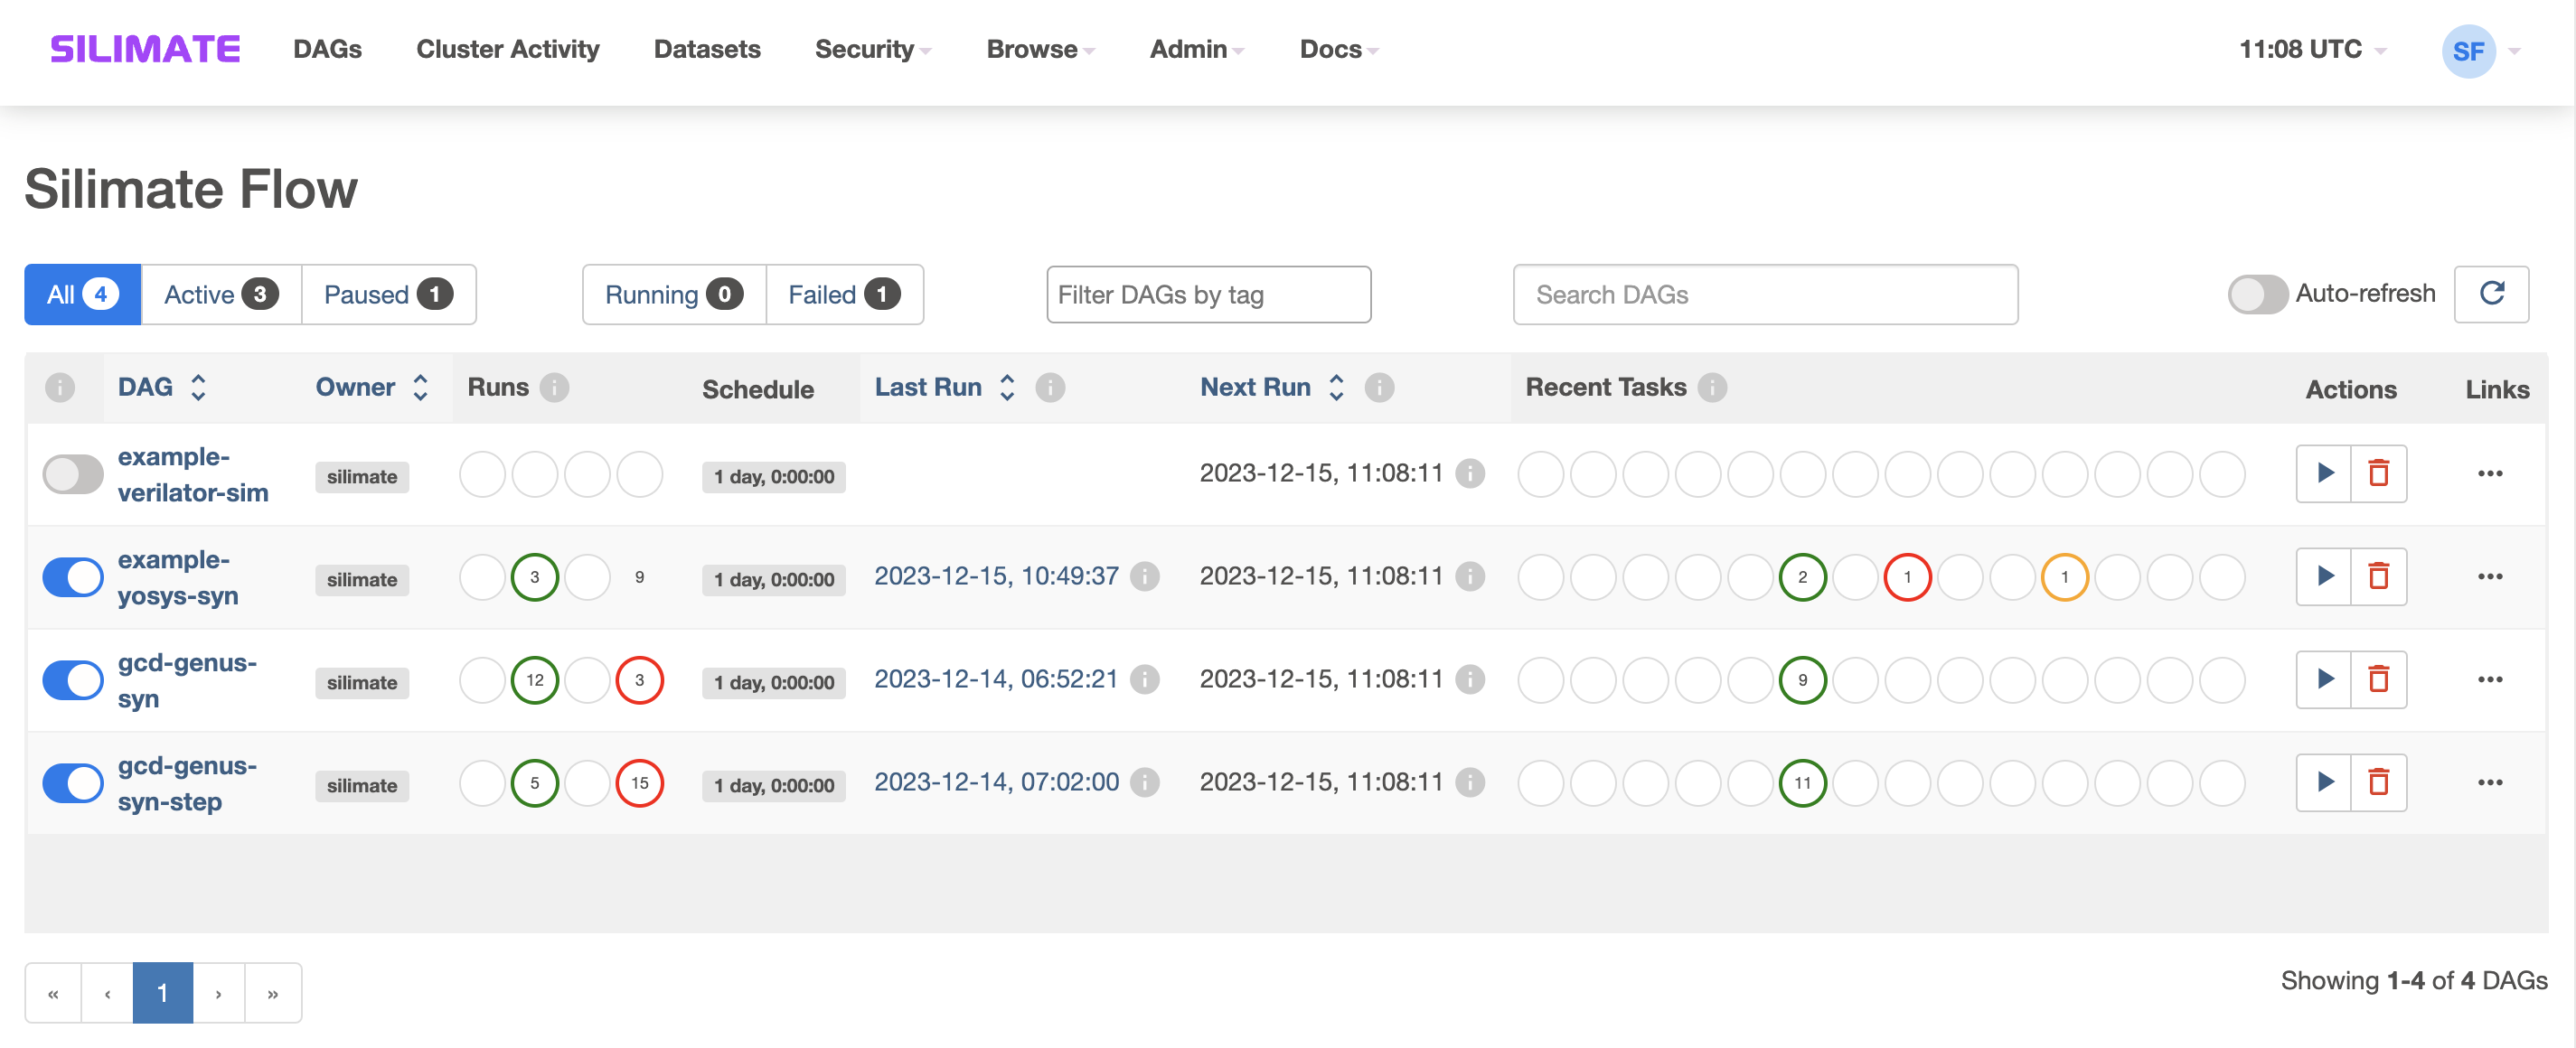 SILIMATE DAGs Cluster Activity Datasets Security Browse Admin Docs 11:08 UTC SF
Silimate Flow
All 4 Active 3 Paused 1 Running 0 Failed 1 Filter DAGs by tag Search DAGs Auto-refresh
DAG Owner Runs Schedule Last Run Next Run Recent Tasks Actions Links
example-
verilator-sim
silimate 1 day, 0:00:00 2023-12-15, 11:08:11
example-
yosys-syn
silimate 3 9 1 day, 0:00:00 2023-12-15, 10:49:37 2023-12-15, 11:08:11 2 1 1
gcd-genus-
syn
silimate 12 3 1 day, 0:00:00 2023-12-14, 06:52:21 2023-12-15, 11:08:11 9
gcd-genus-
syn-step
silimate 5 15 1 day, 0:00:00 2023-12-14, 07:02:00 2023-12-15, 11:08:11 11
« ‹ 1 › »
Showing 1-4 of 4 DAGs